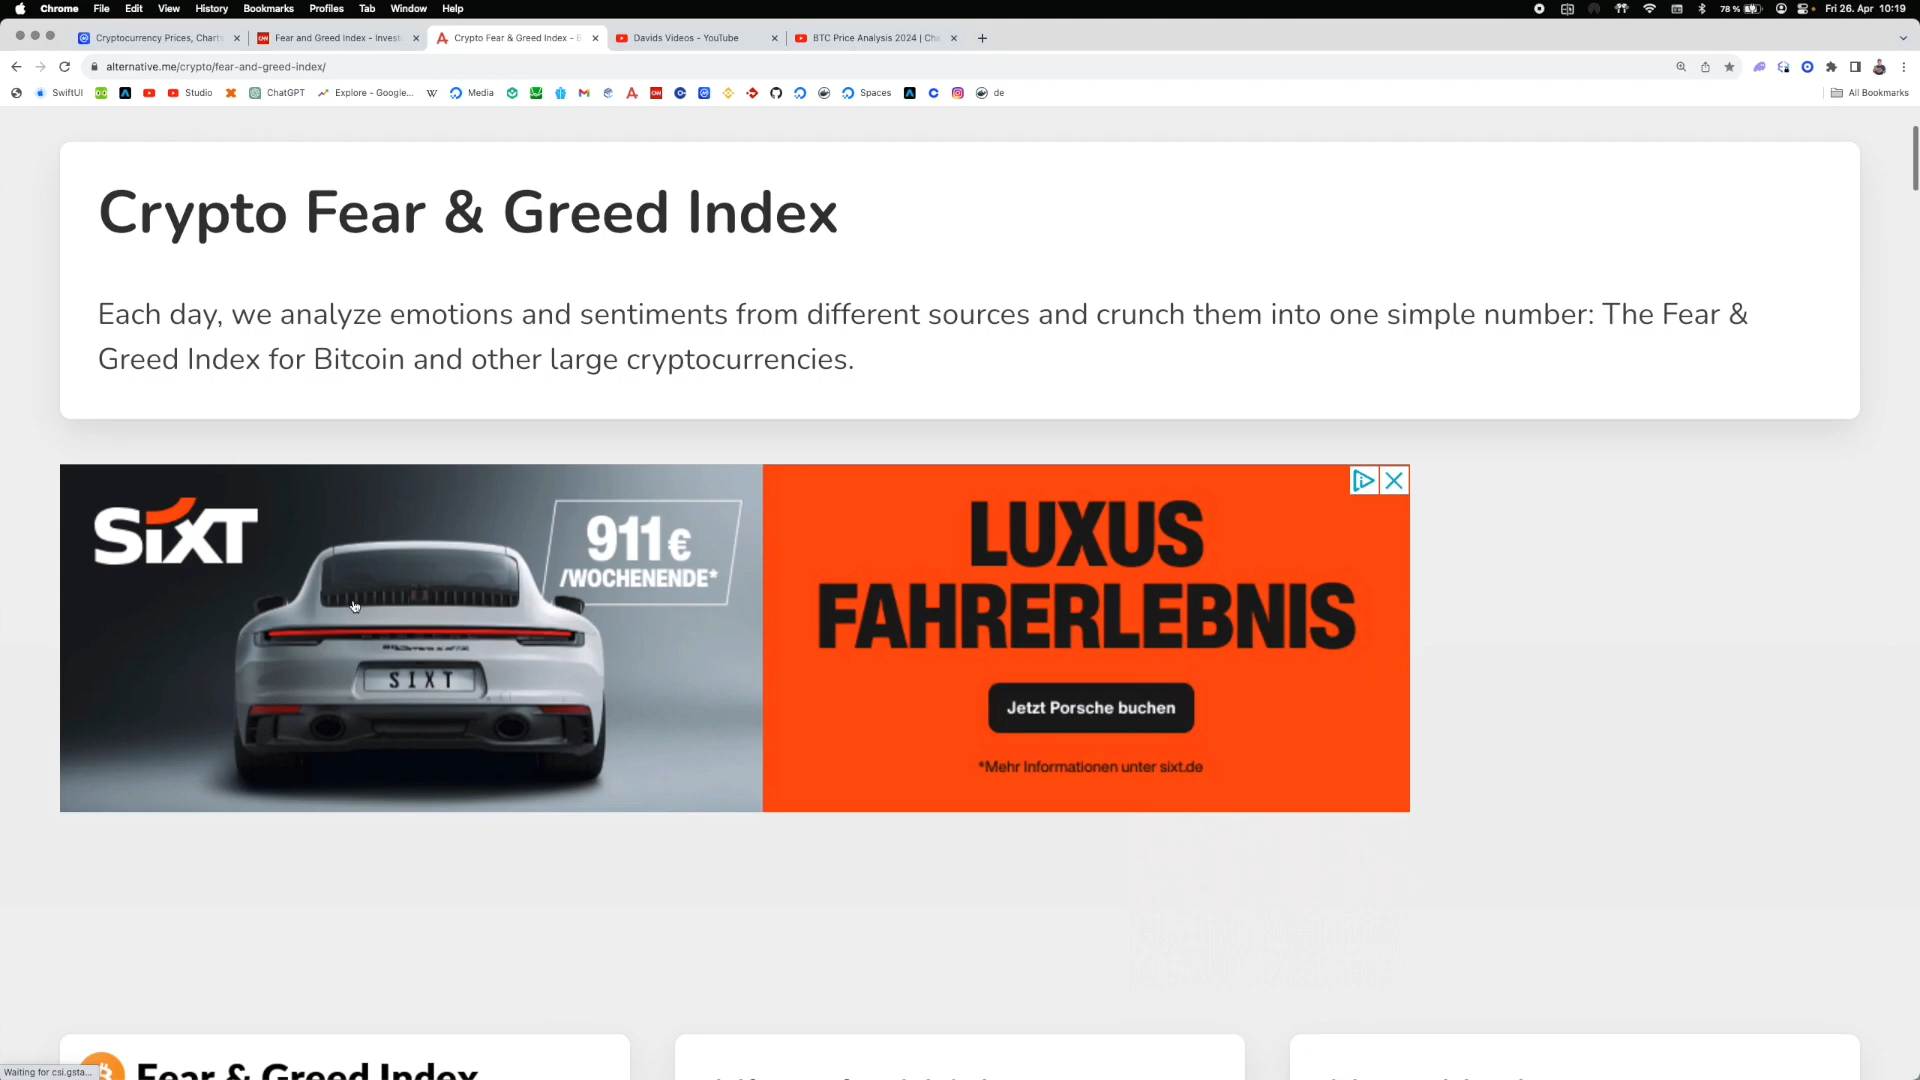 Chrome File Edit View History Bookmarks Profiles Tab Window Help 78 % Fri 26. Apr 10:19
Cryptocurrency Prices, Charts Fear and Greed Index - Invest Crypto Fear & Greed Index - B Davids Videos - YouTube BTC Price Analysis 2024 | Cha
alternative.me/crypto/fear-and-greed-index/
SwiftUI Studio ChatGPT Explore - Google... W Media CNN Spaces de All Bookmarks
Crypto Fear & Greed Index
Each day, we analyze emotions and sentiments from different sources and crunch them into one simple number: The Fear &
Greed Index for Bitcoin and other large cryptocurrencies.
SiXT
911€
/WOCHENENDE*
SIXT
LUXUS
FAHRERLEBNIS
Jetzt Porsche buchen
*Mehr Informationen unter sixt.de
Fear & Greed Index
Waiting for csi.gsta...